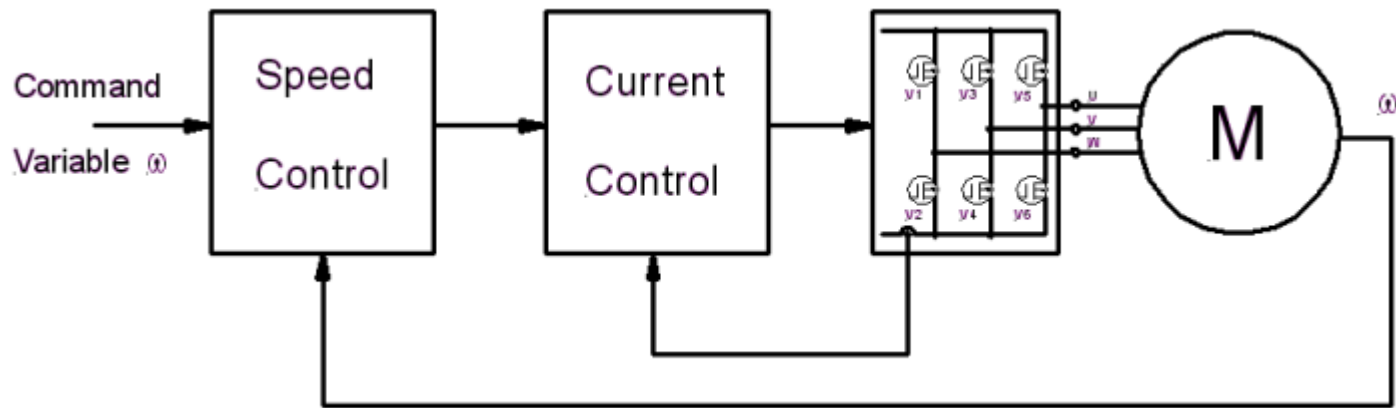 Command
Variable ω
Speed
Control
Current
Control
V1 V3 V5
V2 V4 V6
U
V
W
M
ω